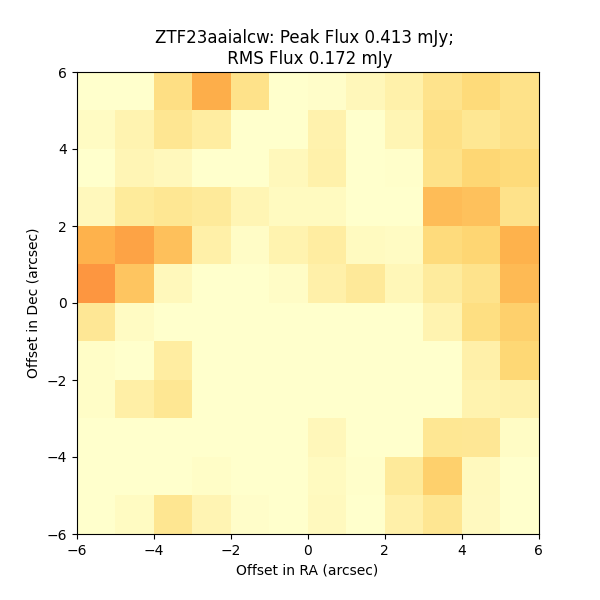 ZTF23aaialcw: Peak Flux 0.413 mJy;
RMS Flux 0.172 mJy
6
4
2
0
−2
−4
−6
Offset in Dec (arcsec)
−6 −4 −2 0 2 4 6
Offset in RA (arcsec)